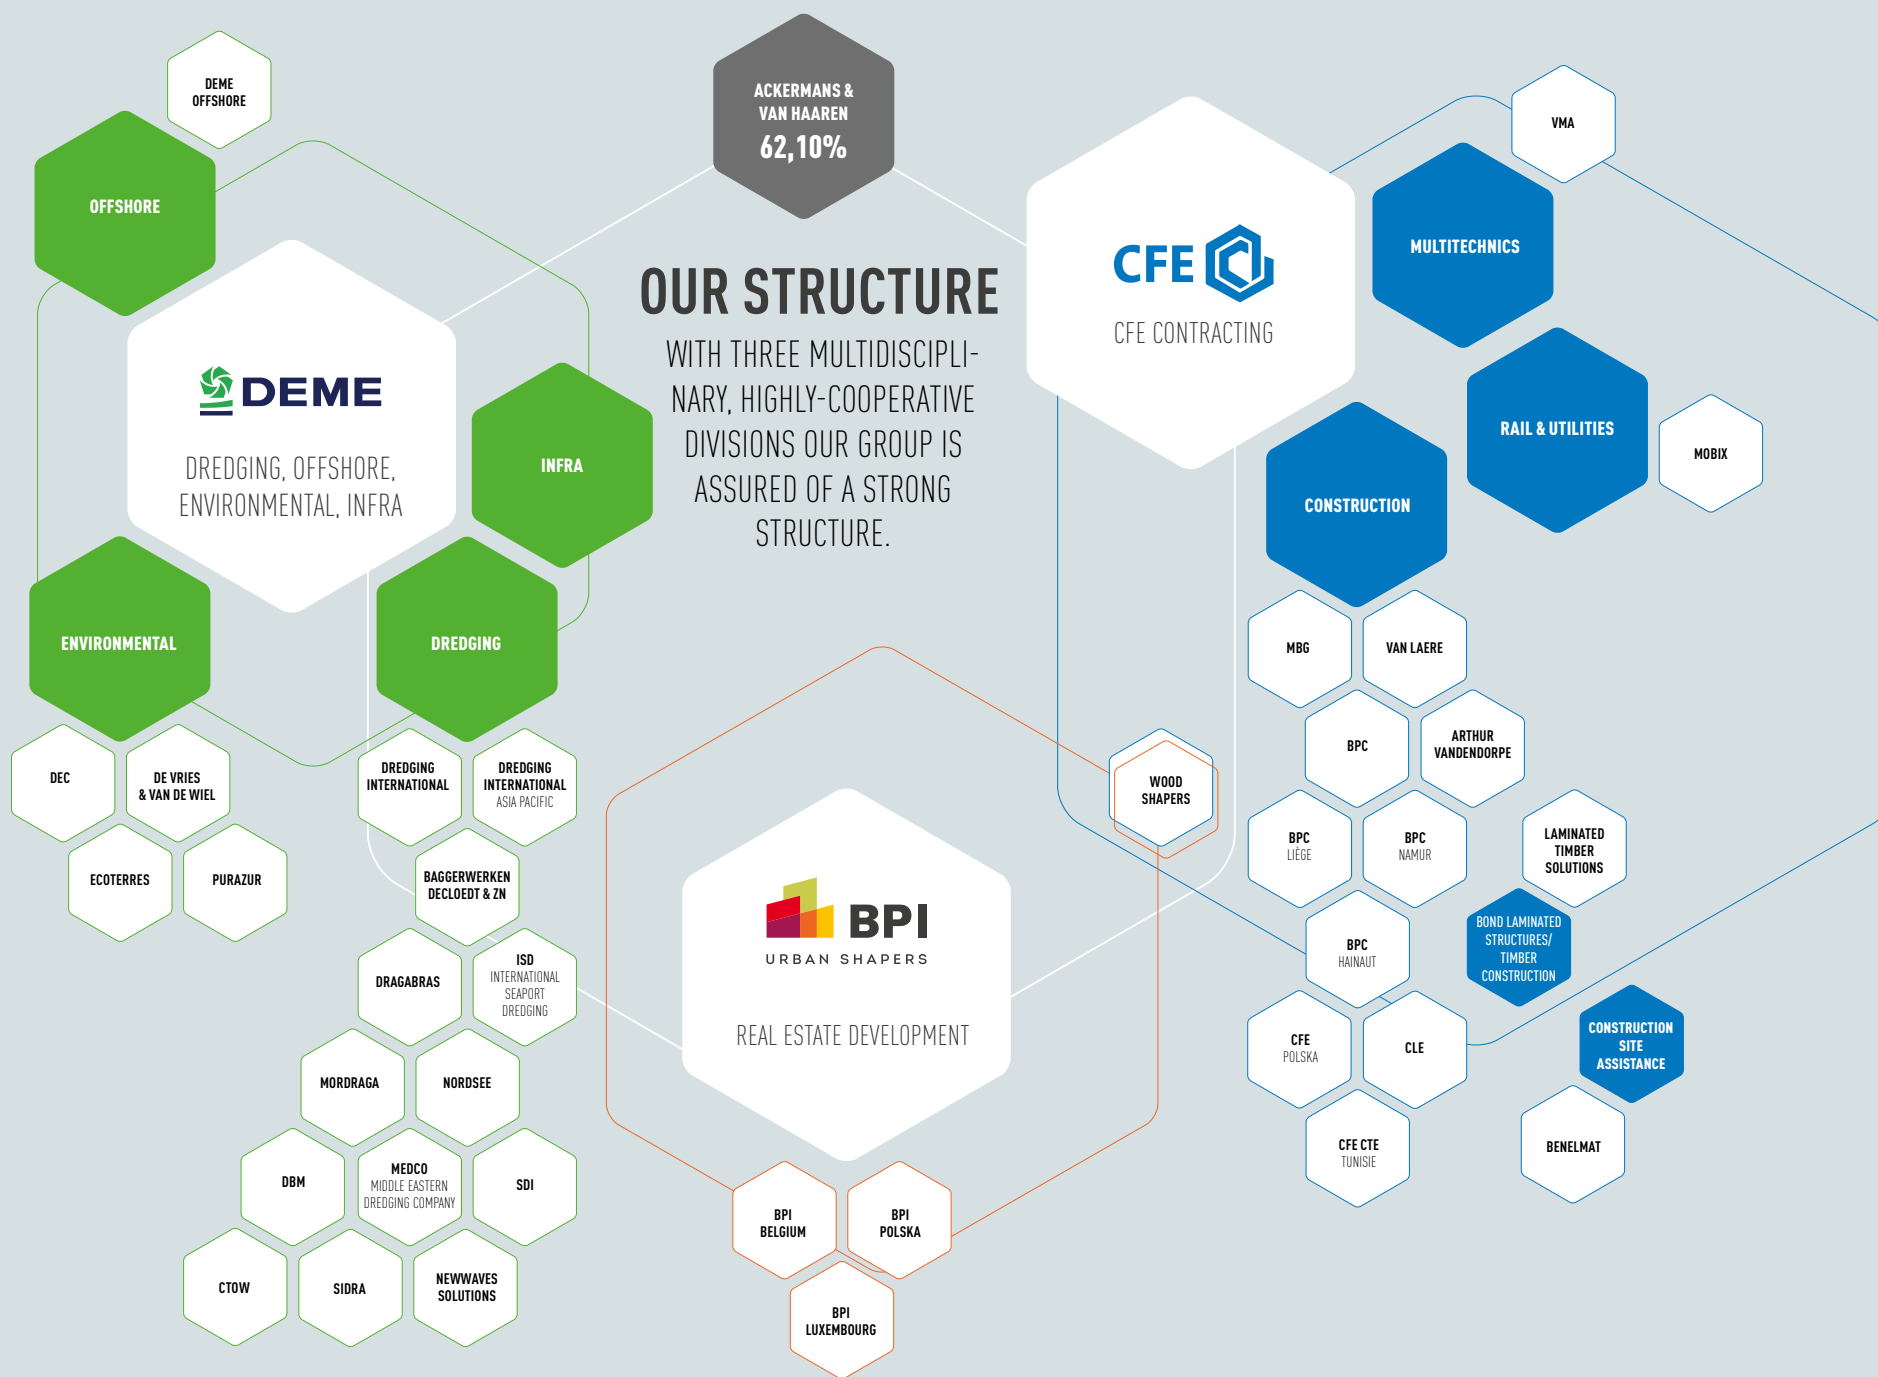 DEME
OFFSHORE
OFFSHORE
DEME
DREDGING, OFFSHORE,
ENVIRONMENTAL, INFRA
INFRA
ENVIRONMENTAL
DREDGING
DEC
DE VRIES
& VAN DE WIEL
ECOTERRES
PURAZUR
DREDGING
INTERNATIONAL
DREDGING
INTERNATIONAL
ASIA PACIFIC
BAGGERWERKEN
DECLOEDT & ZN
DRAGABRAS
ISD
INTERNATIONAL
SEAPORT
DREDGING
MORDRAGA
NORDSEE
DBM
MEDCO
MIDDLE EASTERN
DREDGING COMPANY
SDI
CTOW
SIDRA
NEWWAVES
SOLUTIONS
ACKERMANS &
VAN HAAREN
62,10%
OUR STRUCTURE
WITH THREE MULTIDISCIPLI-
NARY, HIGHLY-COOPERATIVE
DIVISIONS OUR GROUP IS
ASSURED OF A STRONG
STRUCTURE.
BPI
URBAN SHAPERS
REAL ESTATE DEVELOPMENT
BPI
BELGIUM
BPI
POLSKA
BPI
LUXEMBOURG
CFE
CFE CONTRACTING
VMA
MULTITECHNICS
RAIL & UTILITIES
MOBIX
CONSTRUCTION
MBG
VAN LAERE
BPC
ARTHUR
VANDENDORPE
WOOD
SHAPERS
BPC
LIÈGE
BPC
NAMUR
LAMINATED
TIMBER
SOLUTIONS
BPC
HAINAUT
BOND LAMINATED
STRUCTURES/
TIMBER
CONSTRUCTION
CFE
POLSKA
CLE
CONSTRUCTION
SITE
ASSISTANCE
CFE CTE
TUNISIE
BENELMAT